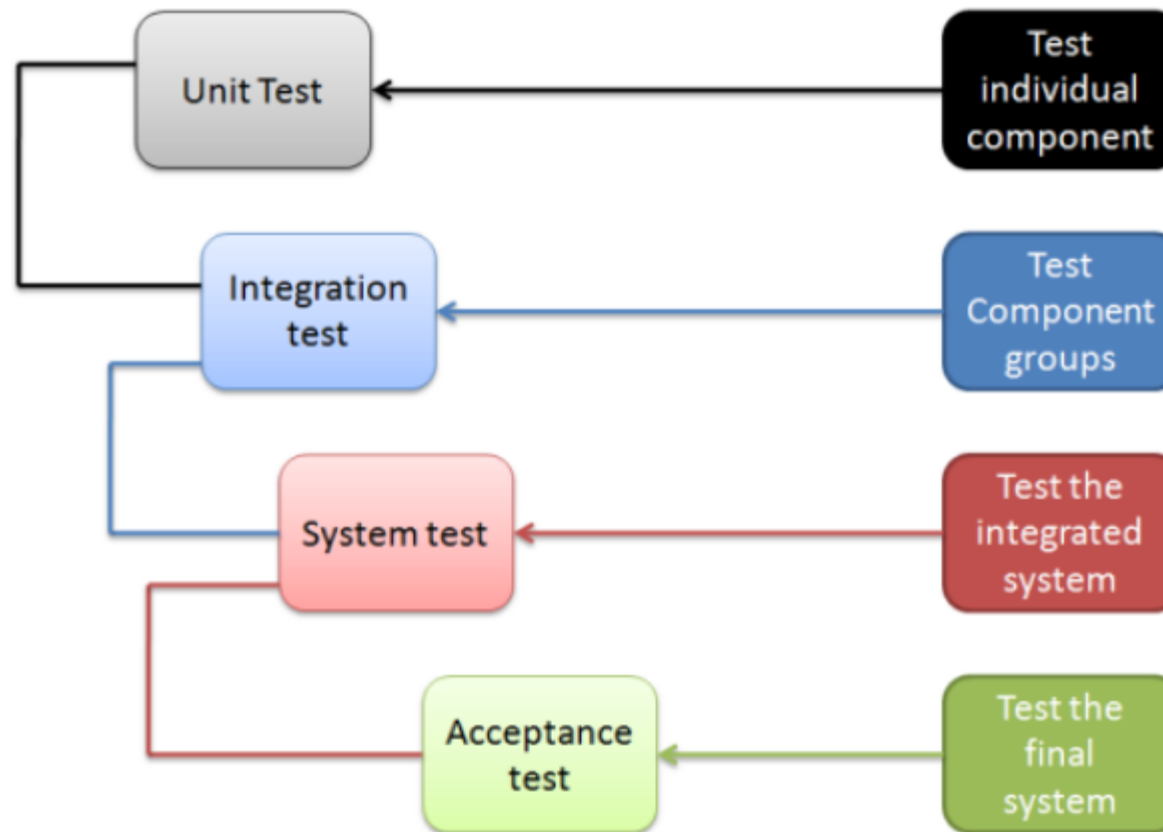 Unit Test
Test
individual
component
Integration
test
Test
Component
groups
System test
Test the
integrated
system
Acceptance
test
Test the
final
system